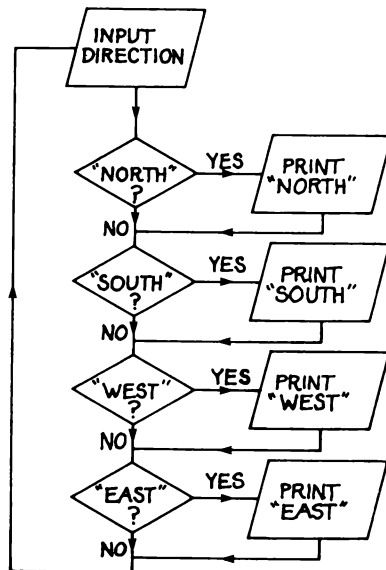 INPUT
DIRECTION
"NORTH"
?
YES
PRINT
"NORTH"
NO
"SOUTH"
?
YES
PRINT
"SOUTH"
NO
"WEST"
?
YES
PRINT
"WEST"
NO
"EAST"
?
YES
PRINT
"EAST"
NO